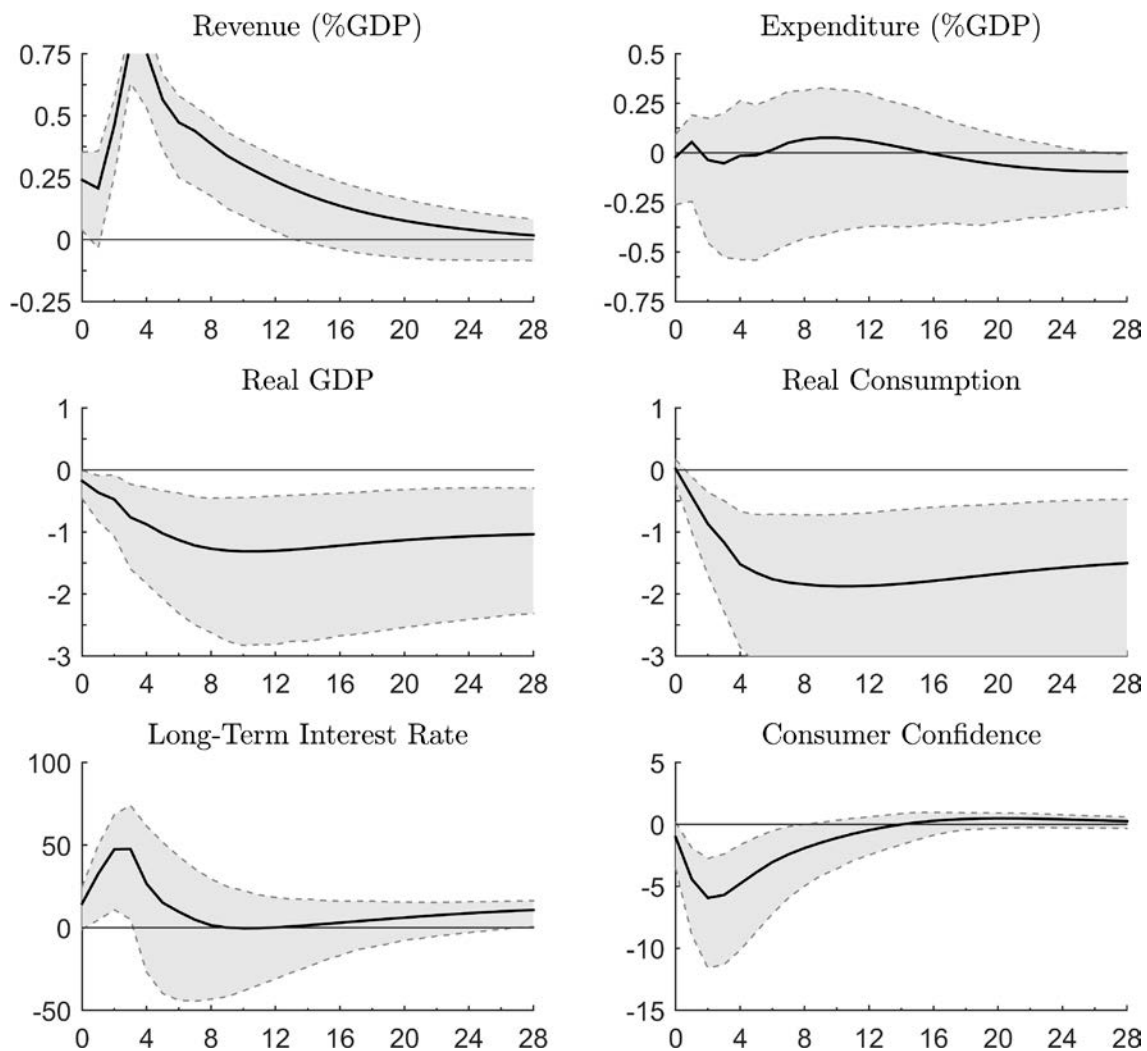 Revenue (%GDP)
0.75
0.5
0.25
0
-0.25
0 4 8 12 16 20 24 28
Expenditure (%GDP)
0.5
0.25
0
-0.25
-0.5
-0.75
0 4 8 12 16 20 24 28
Real GDP
1
0
-1
-2
-3
0 4 8 12 16 20 24 28
Real Consumption
1
0
-1
-2
-3
0 4 8 12 16 20 24 28
Long-Term Interest Rate
100
50
0
-50
0 4 8 12 16 20 24 28
Consumer Confidence
5
0
-5
-10
-15
0 4 8 12 16 20 24 28